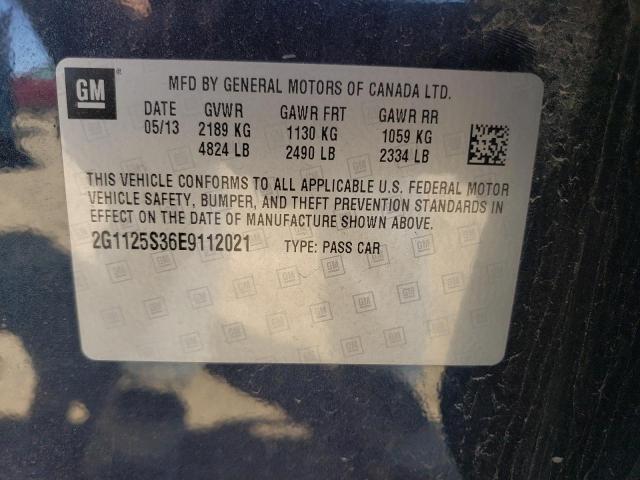 GM ®
MFD BY GENERAL MOTORS OF CANADA LTD.
DATE GVWR GAWR FRT GAWR RR
05/13 2189 KG 1130 KG 1059 KG
4824 LB 2490 LB 2334 LB
THIS VEHICLE CONFORMS TO ALL APPLICABLE U.S. FEDERAL MOTOR
VEHICLE SAFETY, BUMPER, AND THEFT PREVENTION STANDARDS IN
EFFECT ON THE DATE OF MANUFACTURE SHOWN ABOVE.
2G1125S36E9112021 TYPE: PASS CAR